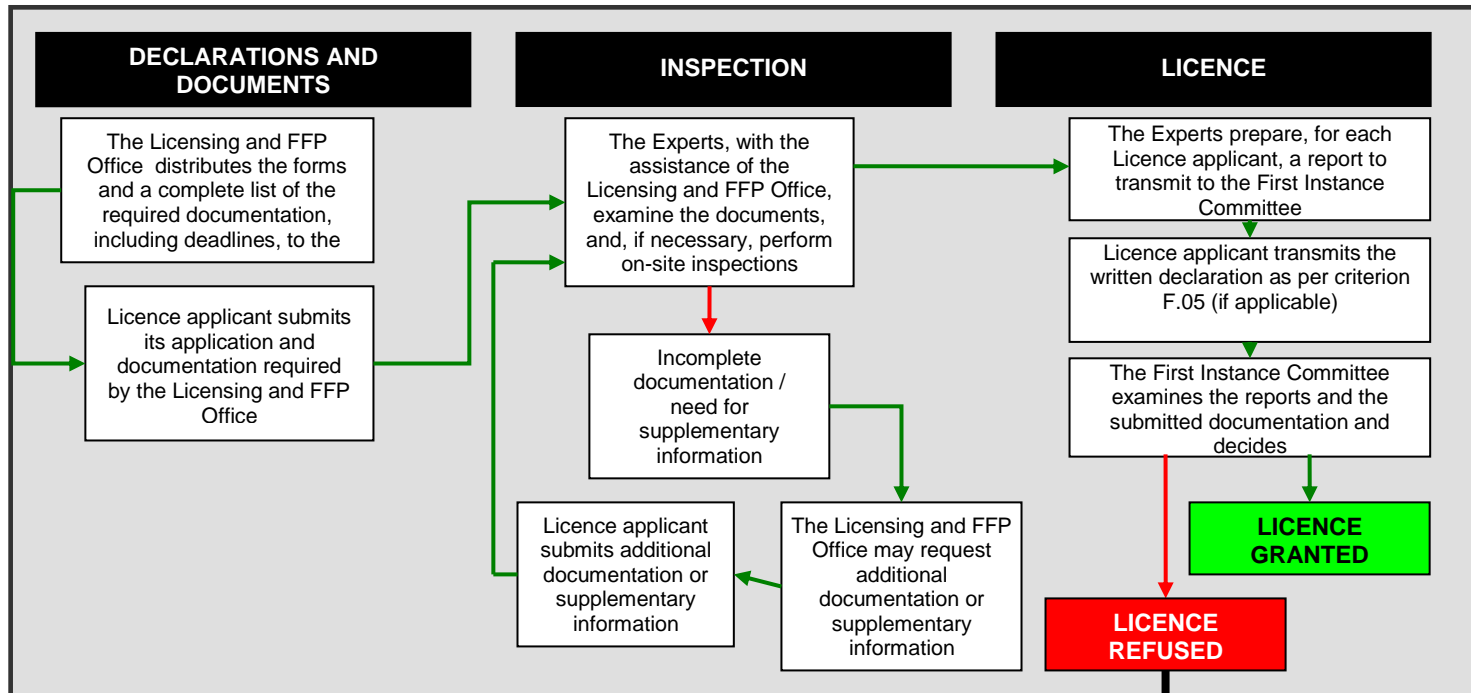 DECLARATIONS AND
DOCUMENTS
The Licensing and FFP
Office distributes the forms
and a complete list of the
required documentation,
including deadlines, to the
Licence applicant submits
its application and
documentation required
by the Licensing and FFP
Office
INSPECTION
The Experts, with the
assistance of the
Licensing and FFP Office,
examine the documents,
and, if necessary, perform
on-site inspections
Incomplete
documentation /
need for
supplementary
information
The Licensing and FFP
Office may request
additional
documentation or
supplementary
information
Licence applicant
submits additional
documentation or
supplementary
information
LICENCE
The Experts prepare, for each
Licence applicant, a report to
transmit to the First Instance
Committee
Licence applicant transmits the
written declaration as per criterion
F.05 (if applicable)
The First Instance Committee
examines the reports and the
submitted documentation and
decides
LICENCE
GRANTED
LICENCE
REFUSED